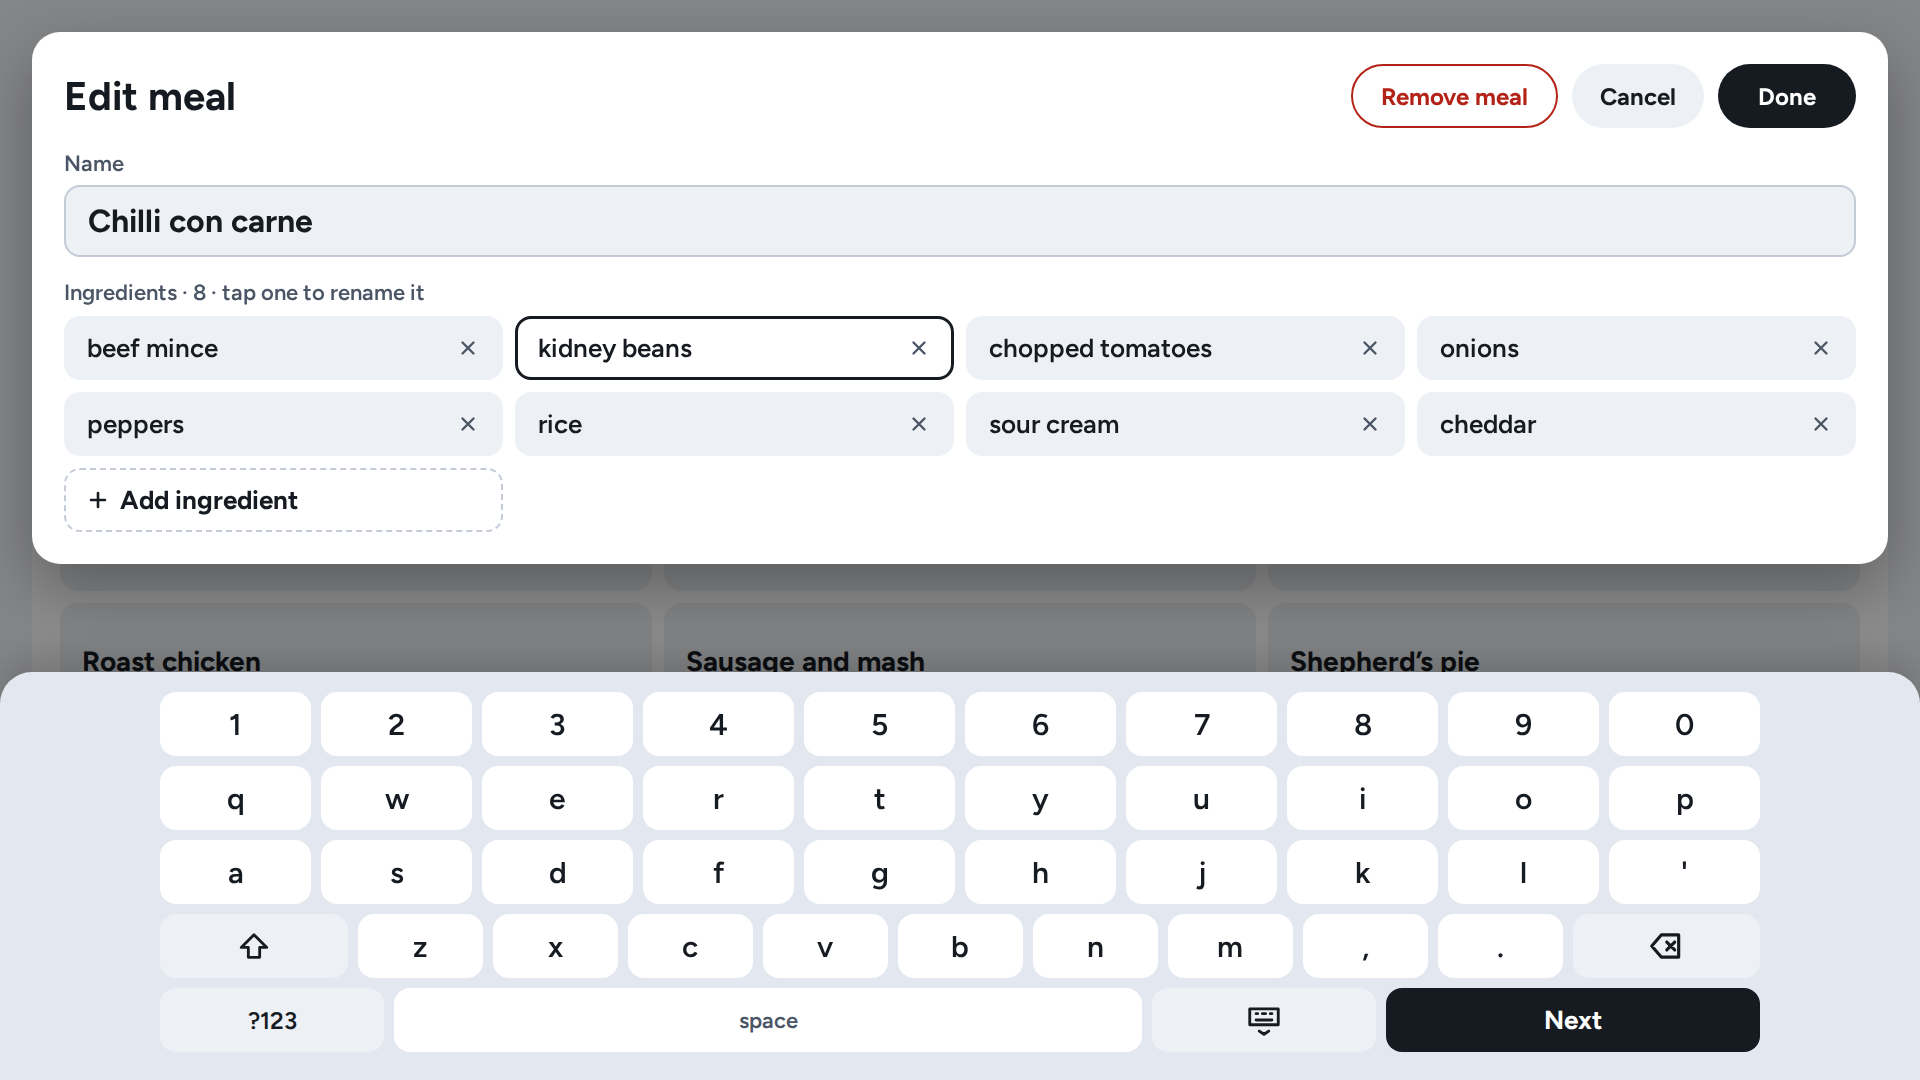 Edit meal
Remove meal
Cancel
Done
Name
Chilli con carne
Ingredients · 8 · tap one to rename it
beef mince ×
kidney beans ×
chopped tomatoes ×
onions ×
peppers ×
rice ×
sour cream ×
cheddar ×
+ Add ingredient
Roast chicken
Sausage and mash
Shepherd’s pie
1 2 3 4 5 6 7 8 9 0
q w e r t y u i o p
a s d f g h j k l '
z x c v b n m , .
?123 space Next